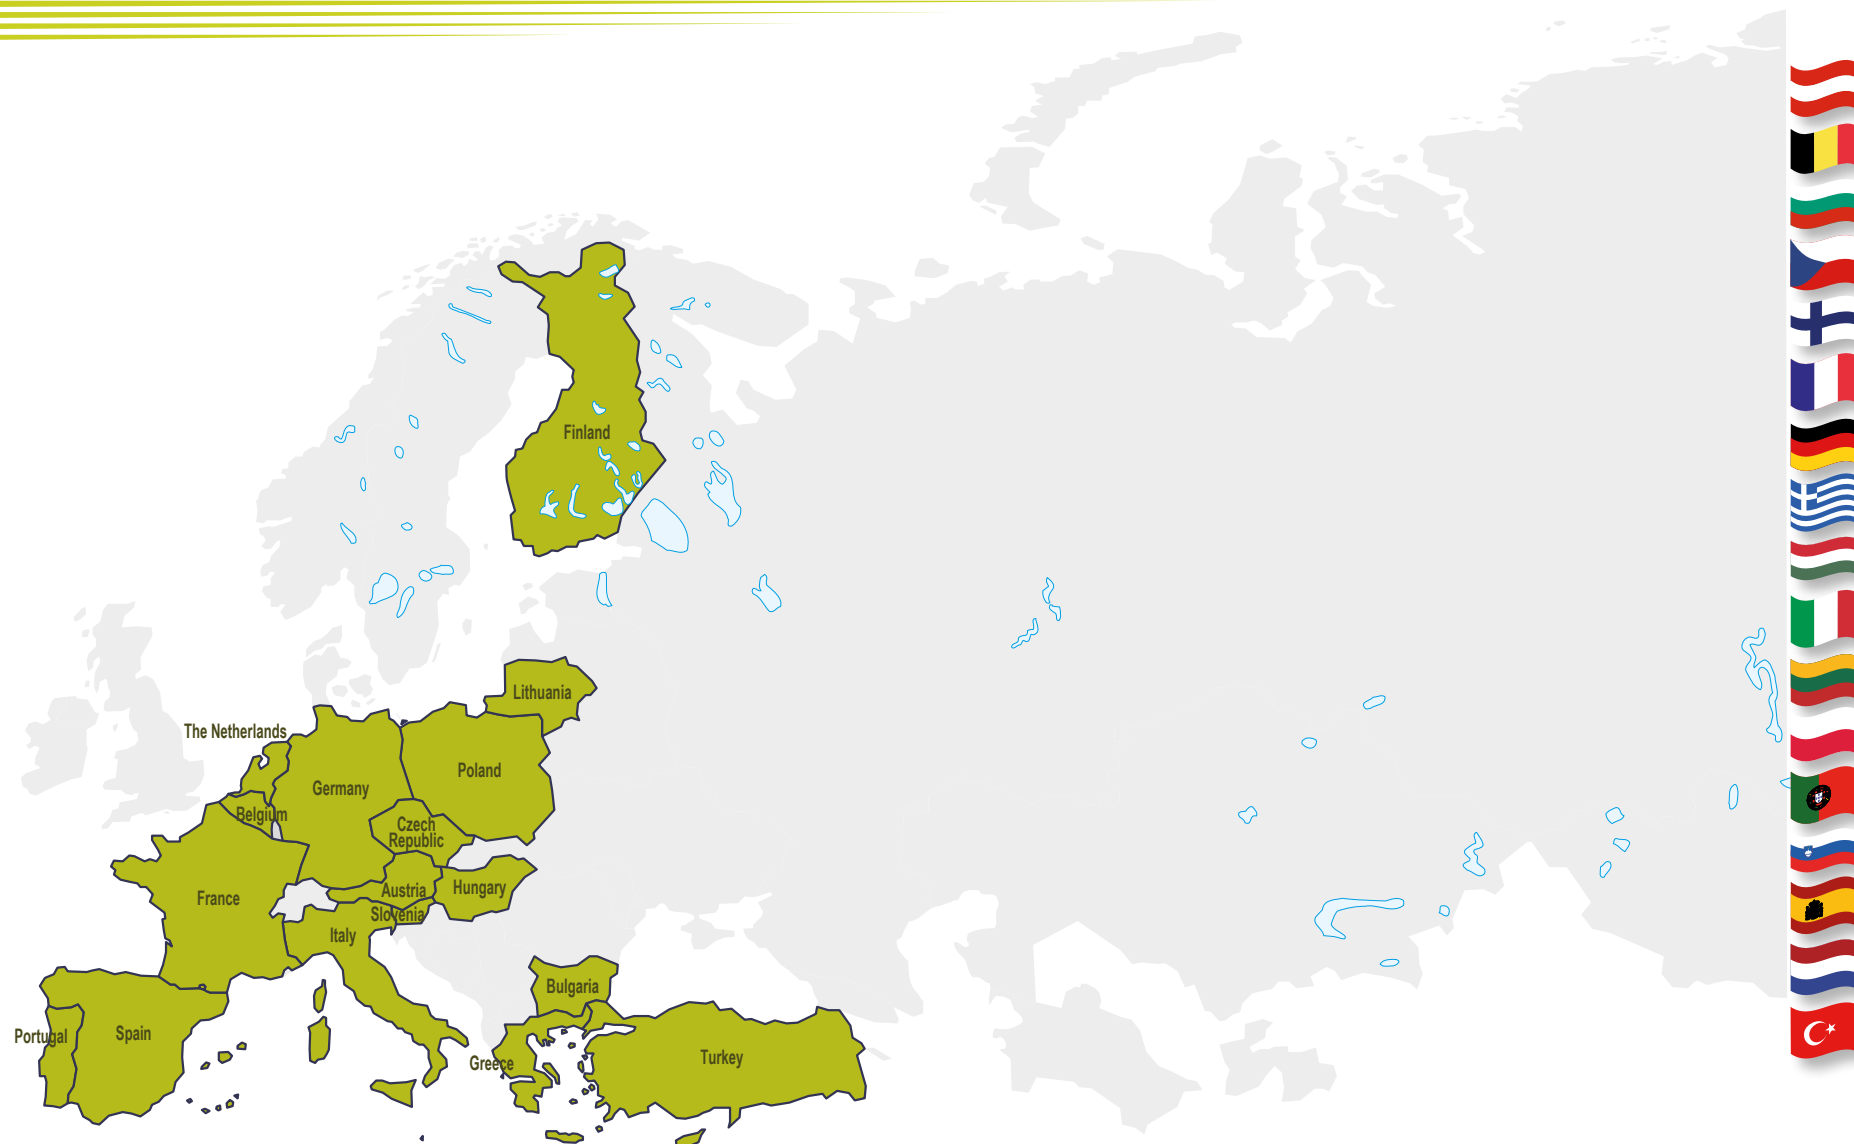 Finland
Lithuania
The Netherlands
Poland
Germany
Belgium
Czech
Republic
Austria
Hungary
France
Slovenia
Italy
Bulgaria
Portugal
Spain
Greece
Turkey